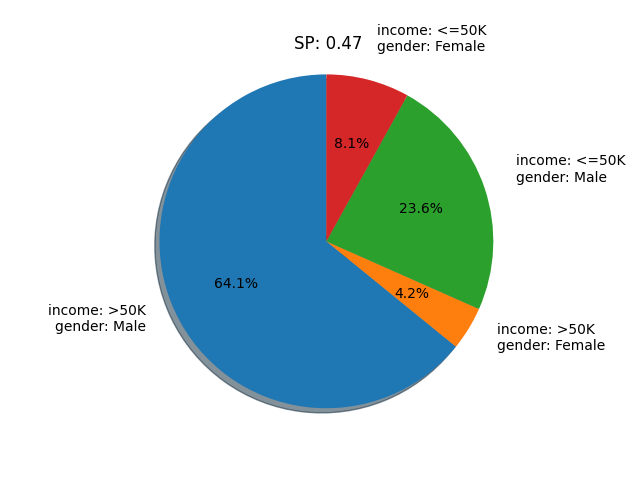 SP: 0.47
income: <=50K
gender: Female
8.1%
income: <=50K
gender: Male
23.6%
64.1%
4.2%
income: >50K
gender: Male
income: >50K
gender: Female